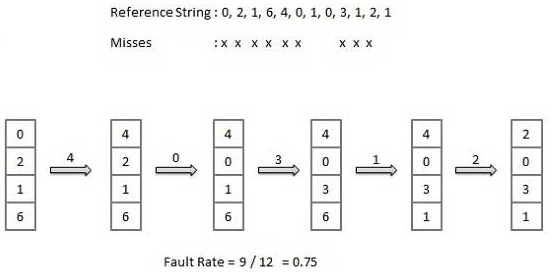 Reference String : 0, 2, 1, 6, 4, 0, 1, 0, 3, 1, 2, 1
Misses : x x x x x x x x x
0 4 4 4 4 2
4 0 3 1 2
2 2 0 0 0 0
1 1 1 3 3 3
6 6 6 6 1 1
Fault Rate = 9 / 12 = 0.75